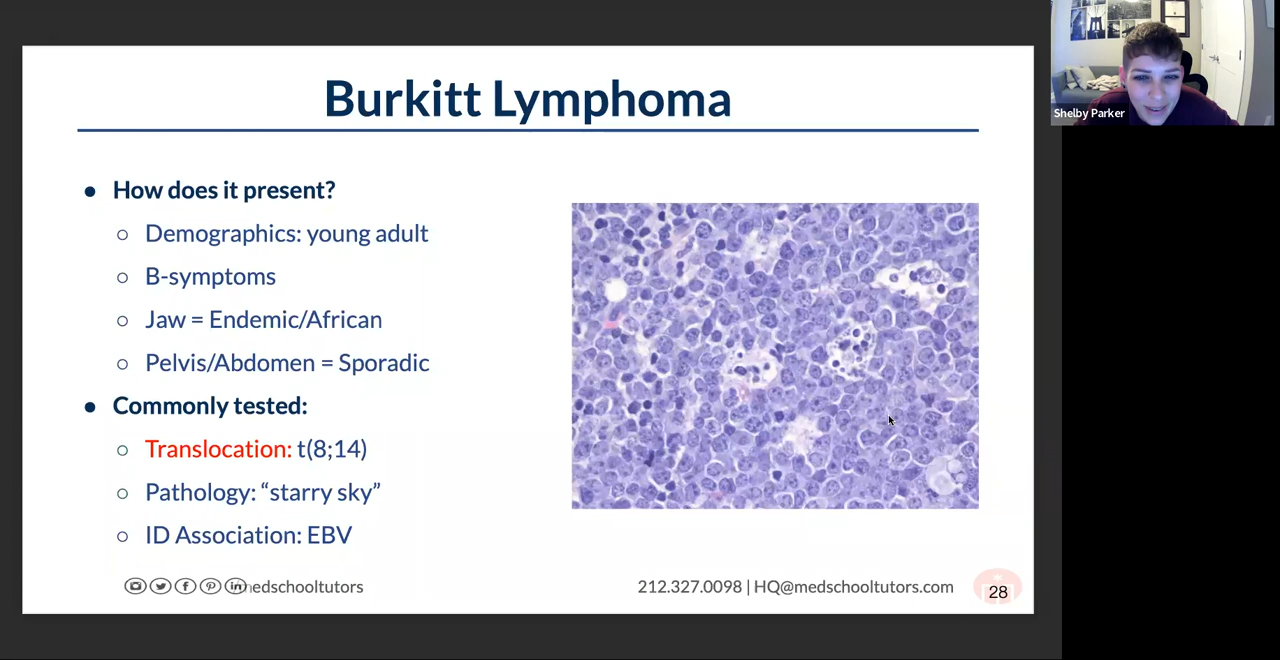 Burkitt Lymphoma
Shelby Parker
● How does it present?
○ Demographics: young adult
○ B-symptoms
○ Jaw = Endemic/African
○ Pelvis/Abdomen = Sporadic
● Commonly tested:
○ Translocation: t(8;14)
○ Pathology: “starry sky”
○ ID Association: EBV
medschooltutors
212.327.0098 | HQ@medschooltutors.com
28